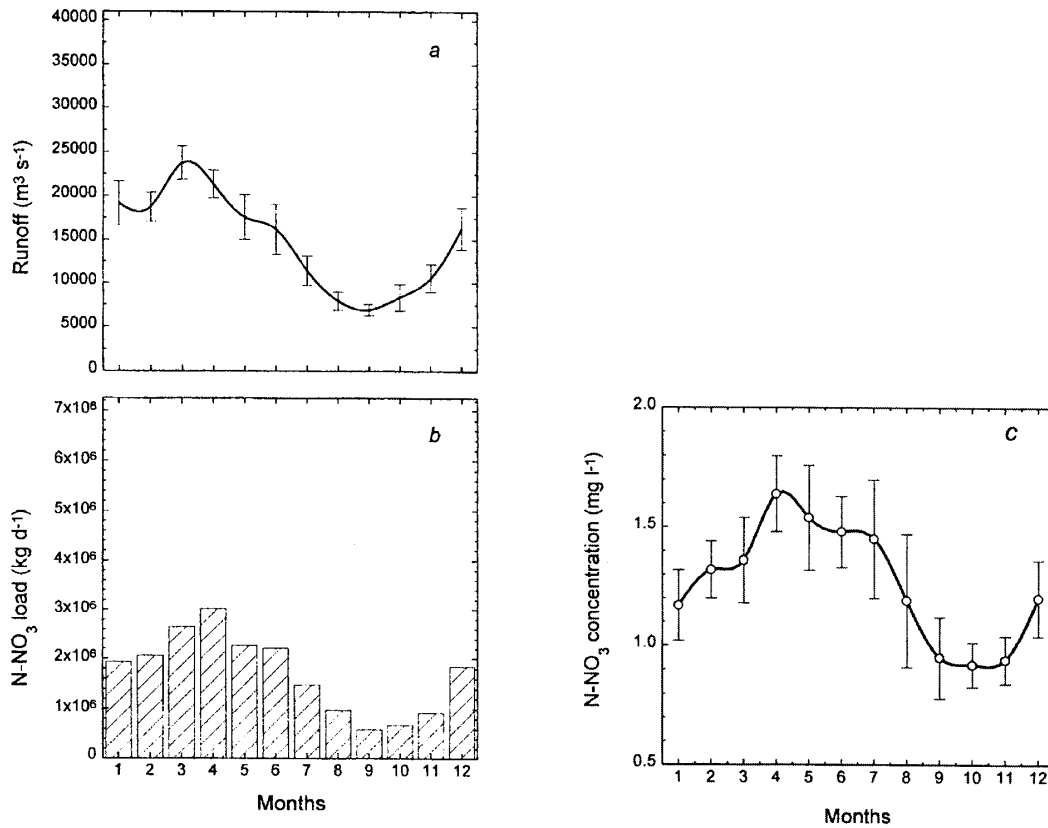 40000
35000
30000
25000
20000
15000
10000
5000
0
Runoff (m³ s⁻¹)
a
7x10⁶
6x10⁶
5x10⁶
4x10⁶
3x10⁶
2x10⁶
1x10⁶
0
N-NO₃ load (kg d⁻¹)
b
1 2 3 4 5 6 7 8 9 10 11 12
Months
2.0
1.5
1.0
0.5
N-NO₃ concentration (mg l⁻¹)
c
1 2 3 4 5 6 7 8 9 10 11 12
Months